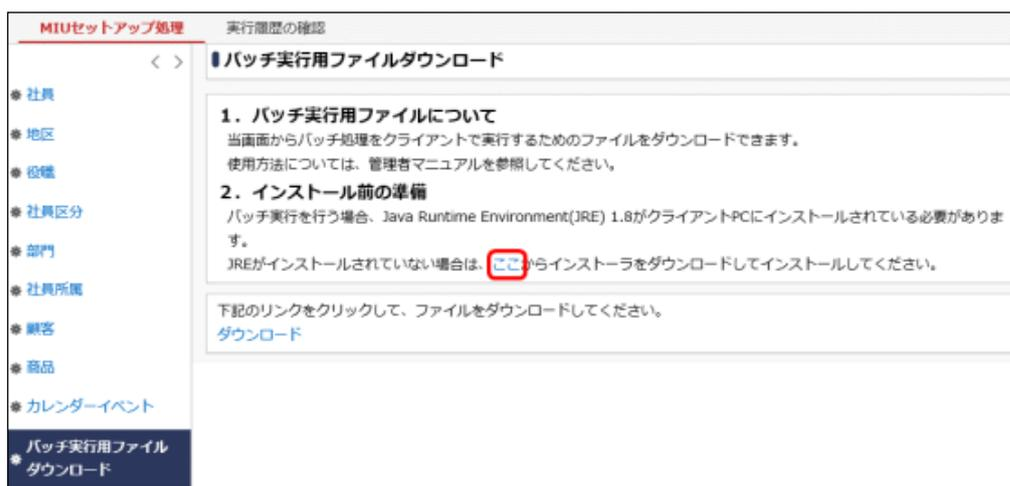 MIUセットアップ処理 実行履歴の確認
< >
バッチ実行用ファイルダウンロード
社員
地区
役職
社員区分
部門
社員所属
顧客
商品
カレンダーイベント
バッチ実行用ファイル
ダウンロード
1. バッチ実行用ファイルについて
当画面からバッチ処理をクライアントで実行するためのファイルをダウンロードできます。
使用方法については、管理者マニュアルを参照してください。
2. インストール前の準備
バッチ実行を行う場合、Java Runtime Environment(JRE) 1.8がクライアントPCにインストールされている必要がありま
す。
JREがインストールされていない場合は、ここからインストーラをダウンロードしてインストールしてください。
下記のリンクをクリックして、ファイルをダウンロードしてください。
ダウンロード